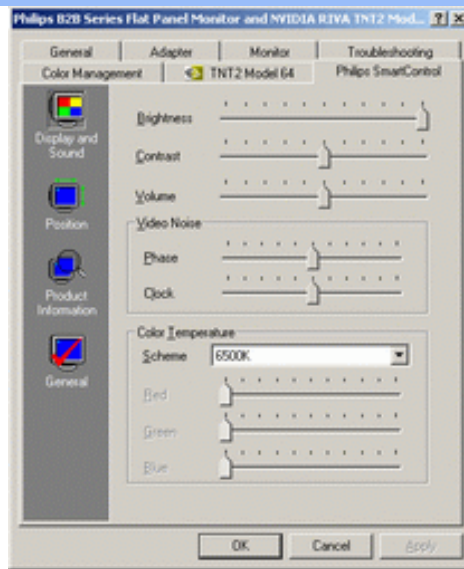 Philips B2B Series Flat Panel Monitor and NVIDIA RIVA TNT2 Mod...
General Adapter Monitor Troubleshooting
Color Management TNT2 Model 64 Philips SmartControl
Display and
Sound
Position
Product
Information
General
Brightness
Contrast
Volume
Video Noise
Phase
Clock
Color Temperature
Scheme 6500K
Red
Green
Blue
OK Cancel Apply